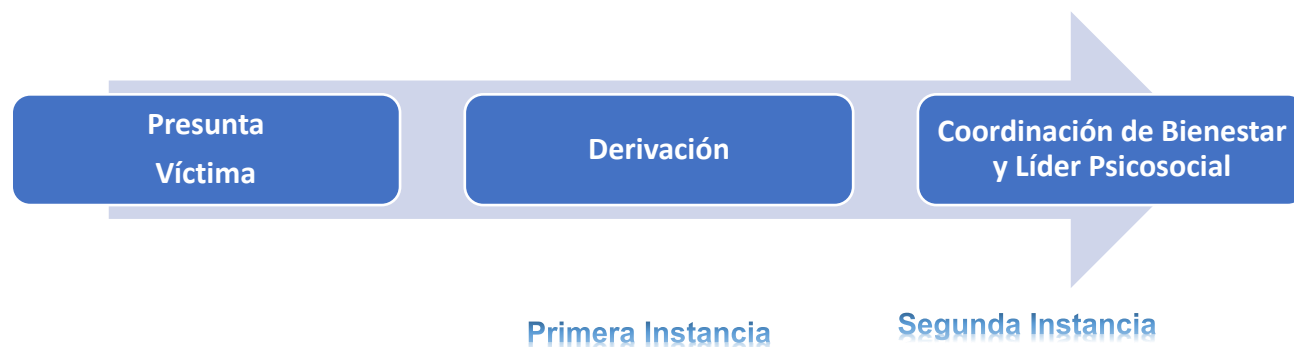 Presunta
Víctima
Derivación
Coordinación de Bienestar
y Líder Psicosocial
Primera Instancia
Segunda Instancia